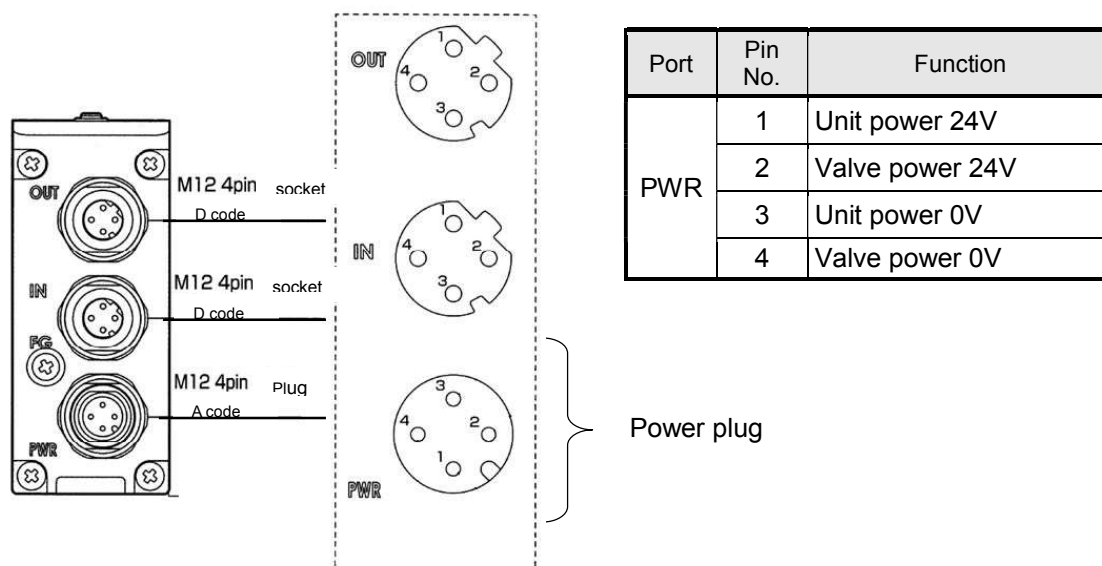 OUT
IN
FG
PWR
M12 4pin socket
D code
M12 4pin socket
D code
M12 4pin Plug
A code
OUT
1
4
2
3
IN
1
4
2
3
3
4
2
1
PWR
Power plug
Port Pin No. Function
PWR
1 Unit power 24V
2 Valve power 24V
3 Unit power 0V
4 Valve power 0V